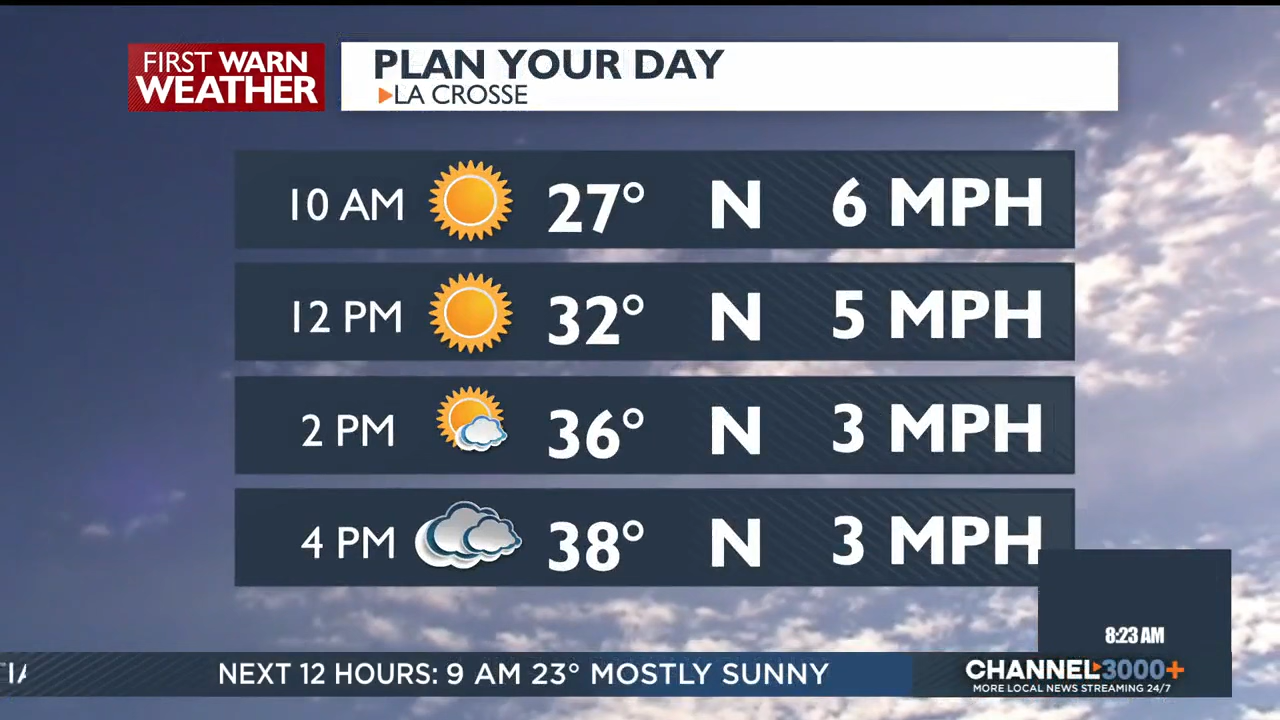 FIRST WARN
WEATHER
PLAN YOUR DAY
LA CROSSE
10 AM 27° N 6 MPH
12 PM 32° N 5 MPH
2 PM 36° N 3 MPH
4 PM 38° N 3 MPH
8:23 AM
NEXT 12 HOURS: 9 AM 23° MOSTLY SUNNY
CHANNEL3000+
MORE LOCAL NEWS STREAMING 24/7